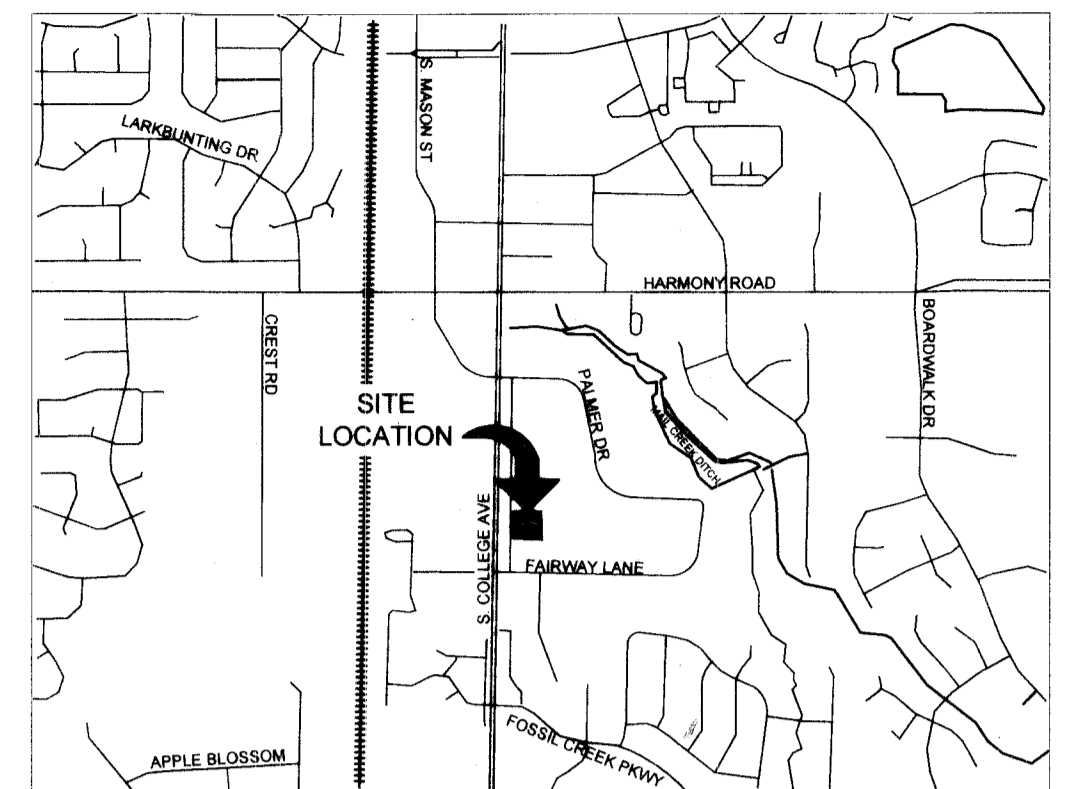 S. MASON ST
LARKBUNTING DR
HARMONY ROAD
CREST RD
BOARDWALK DR
PALMER DR
SITE
LOCATION
MAIL CREEK DITCH
S. COLLEGE AVE
FAIRWAY LANE
FOSSIL CREEK PKWY
APPLE BLOSSOM